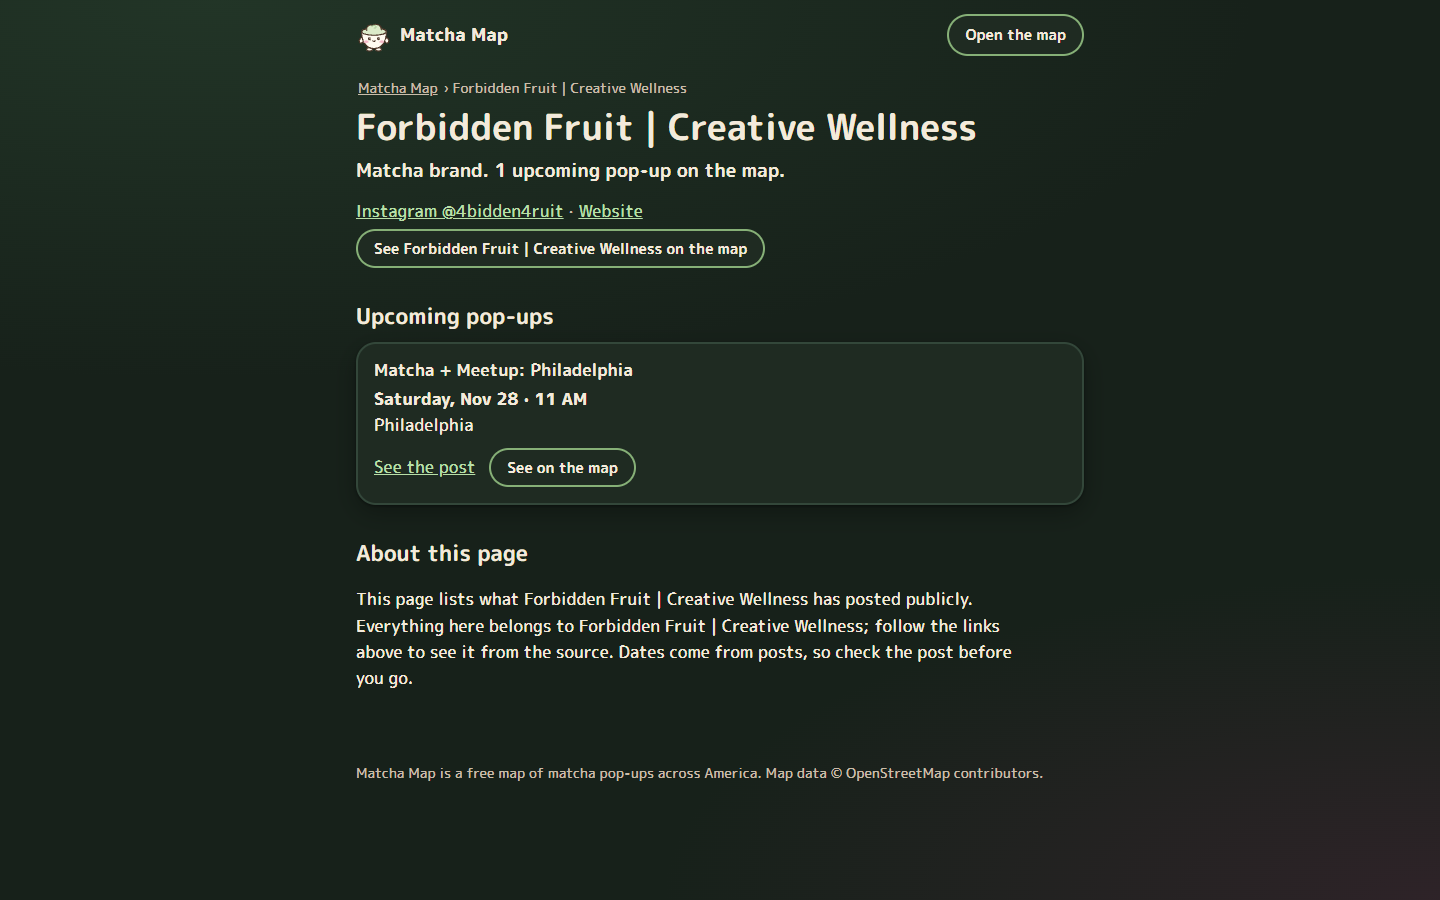 Matcha Map
Open the map
Matcha Map › Forbidden Fruit | Creative Wellness
Forbidden Fruit | Creative Wellness
Matcha brand. 1 upcoming pop-up on the map.
Instagram @4bidden4ruit · Website
See Forbidden Fruit | Creative Wellness on the map
Upcoming pop-ups
Matcha + Meetup: Philadelphia
Saturday, Nov 28 · 11 AM
Philadelphia
See the post
See on the map
About this page
This page lists what Forbidden Fruit | Creative Wellness has posted publicly.
Everything here belongs to Forbidden Fruit | Creative Wellness; follow the links
above to see it from the source. Dates come from posts, so check the post before
you go.
Matcha Map is a free map of matcha pop-ups across America. Map data © OpenStreetMap contributors.